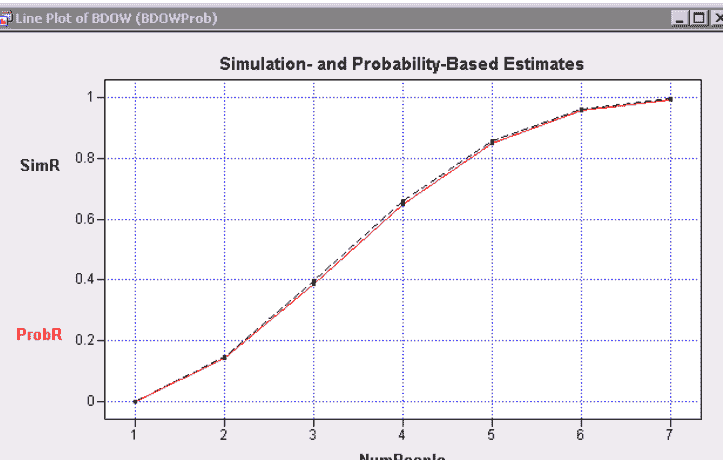 Line Plot of BDOW (BDOWProb)
Simulation- and Probability-Based Estimates
1
0.8
SimR
0.6
0.4
ProbR
0.2
0
1 2 3 4 5 6 7
NumPeople